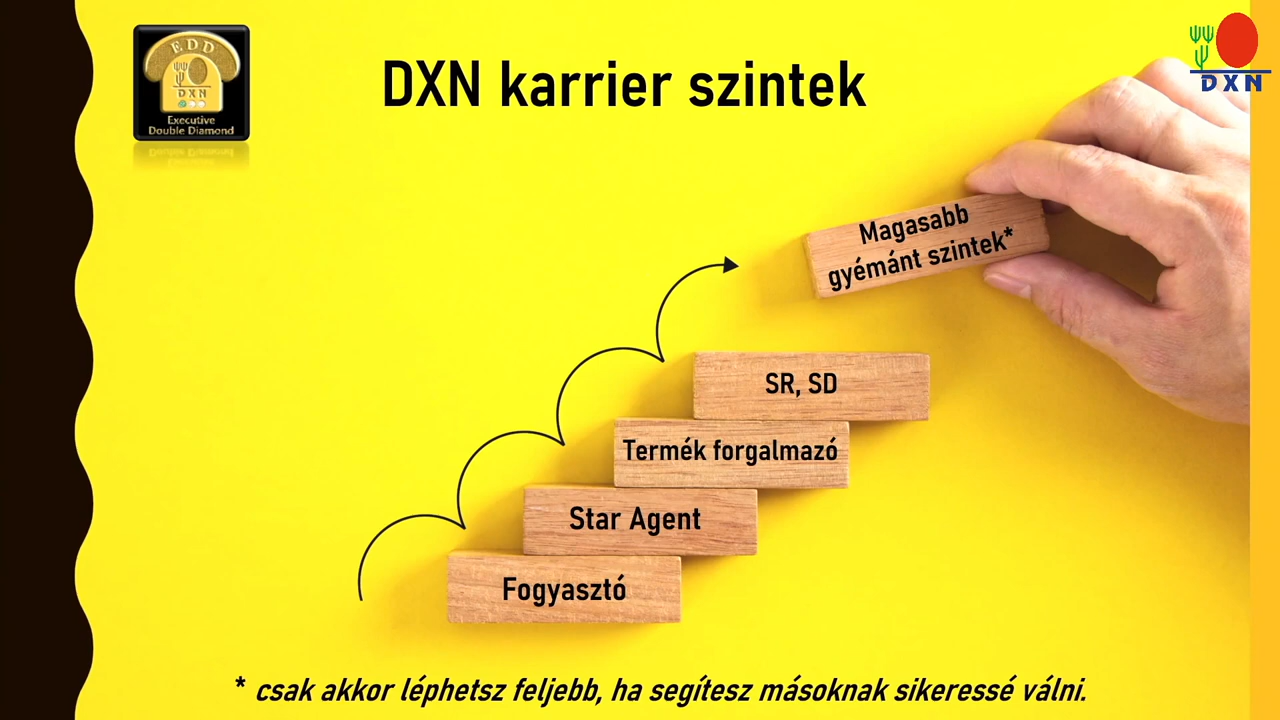 EDD
DXN
Executive
Double Diamond
DXN karrier szintek
DXN
Magasabb
gyémánt szintek*
SR, SD
Termék forgalmazó
Star Agent
Fogyasztó
* csak akkor léphetsz feljebb, ha segítesz másoknak sikeressé válni.